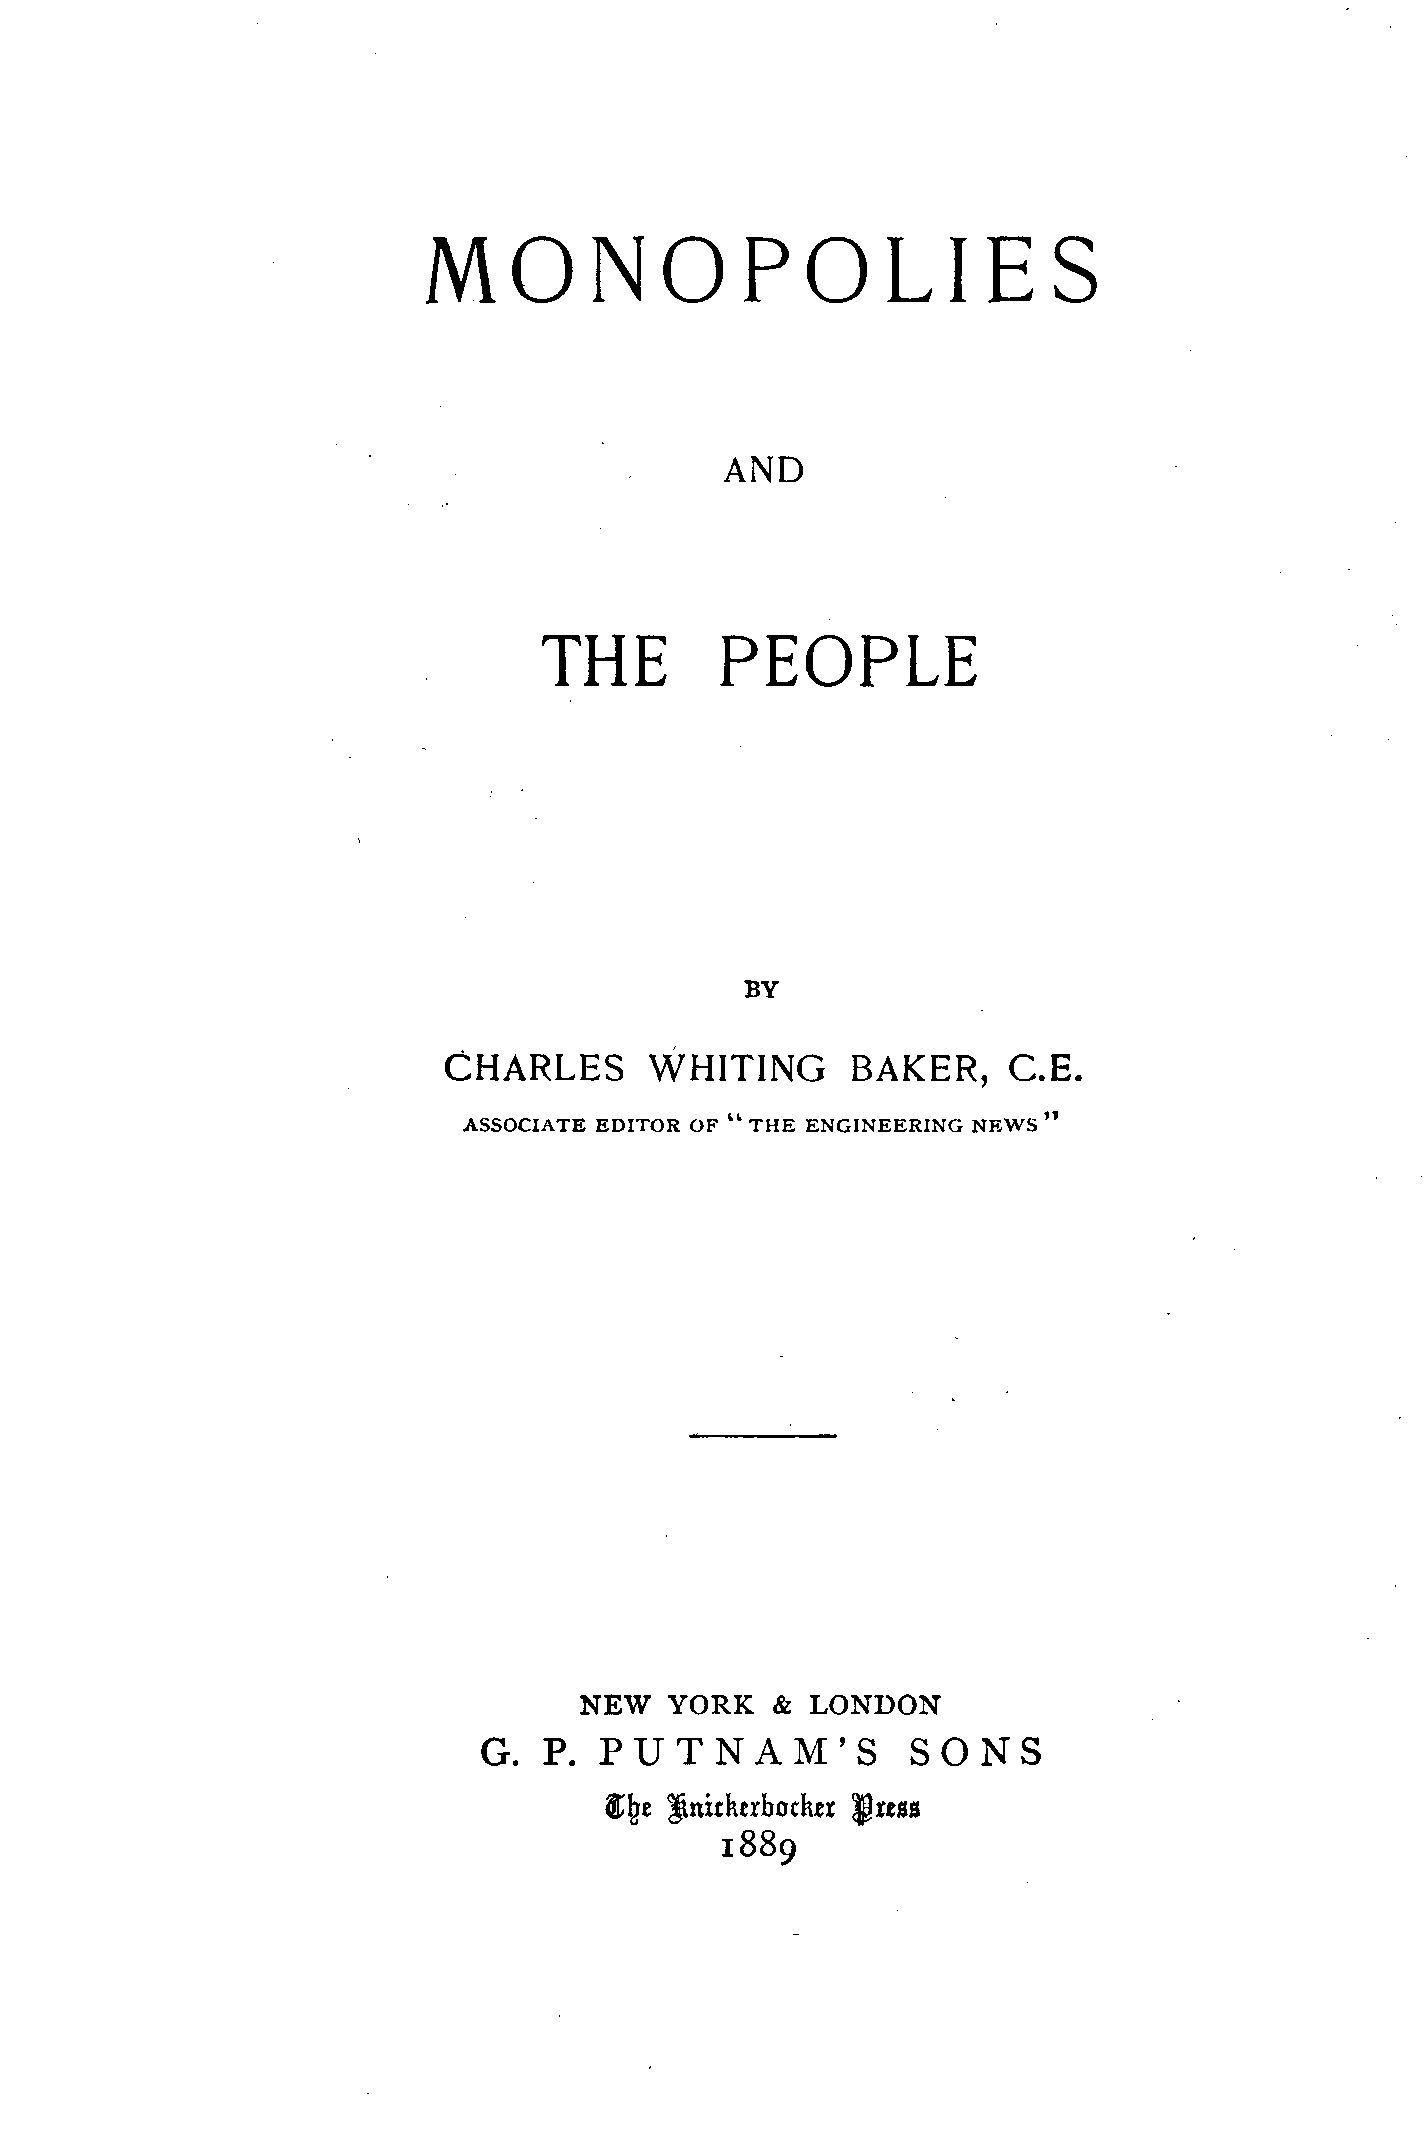 MONOPOLIES
AND
THE PEOPLE
BY
CHARLES WHITING BAKER, C.E.
ASSOCIATE EDITOR OF "THE ENGINEERING NEWS"
NEW YORK & LONDON
G. P. PUTNAM'S SONS
The Knickerbocker Press
1889